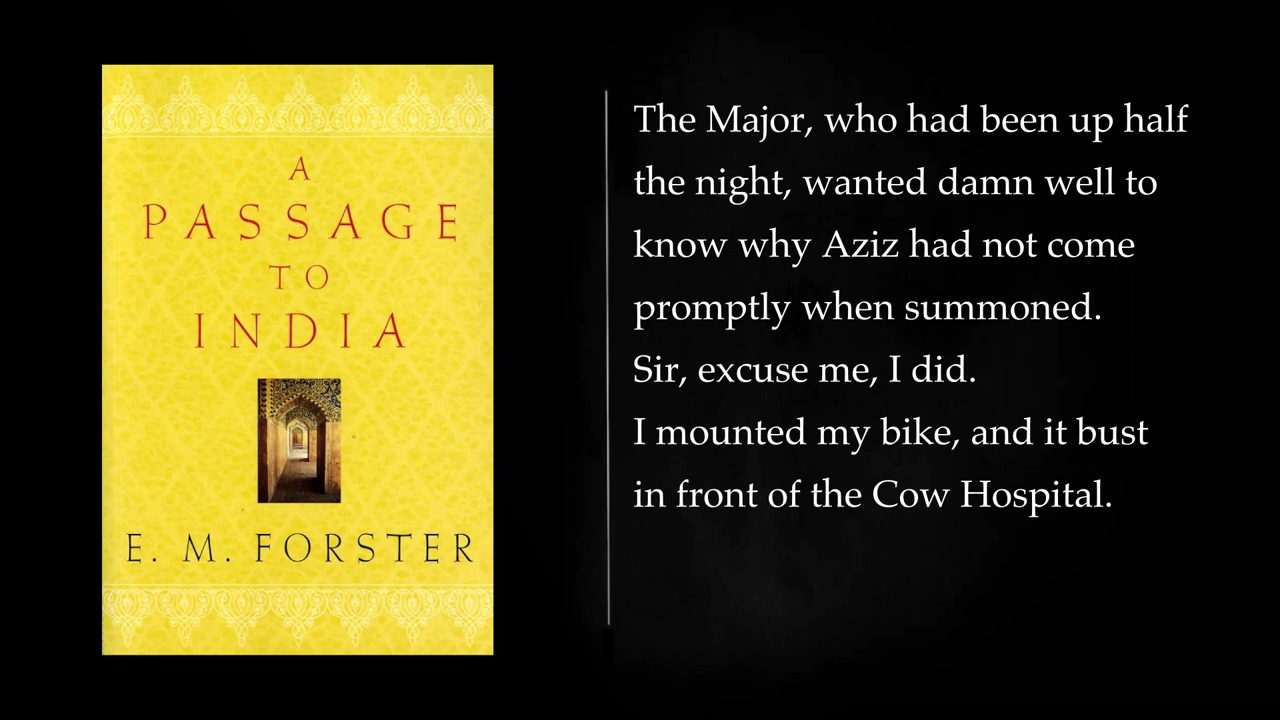 A
PASSAGE
TO
INDIA
E. M. FORSTER
The Major, who had been up half
the night, wanted damn well to
know why Aziz had not come
promptly when summoned.
Sir, excuse me, I did.
I mounted my bike, and it bust
in front of the Cow Hospital.